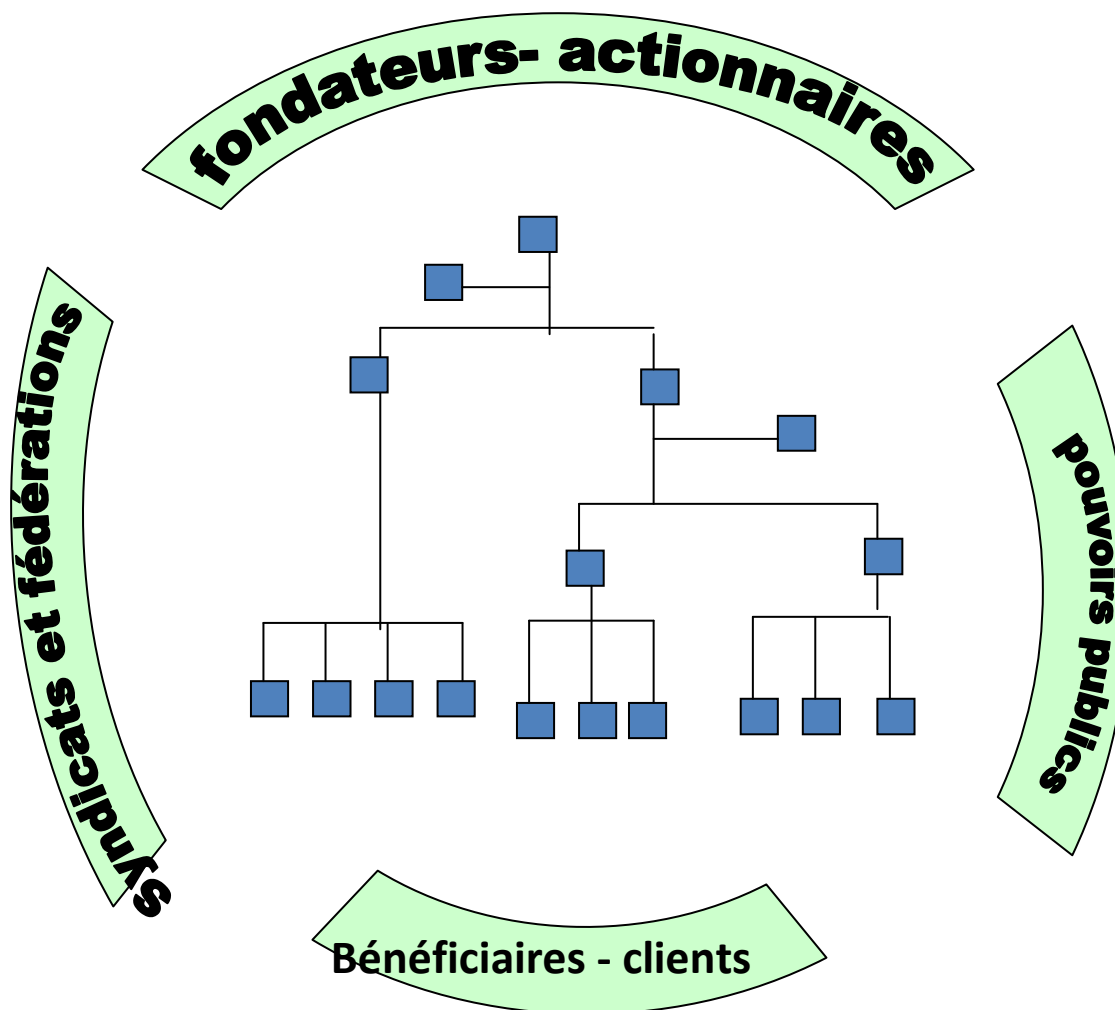 fondateurs- actionnaires
Syndicats et fédérations
pouvoirs publics
Bénéficiaires - clients